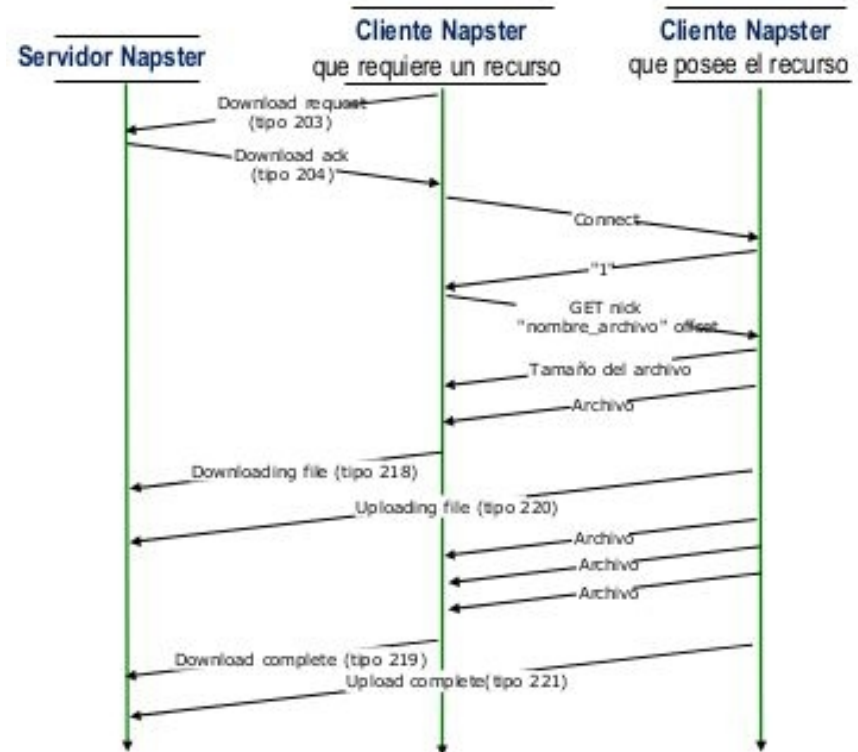 Servidor Napster
Cliente Napster
que requiere un recurso
Cliente Napster
que posee el recurso
Download request
(tipo 203)
Download ack
(tipo 204)
Connect
"1"
GET nick
"nombre_archivo" offset
Tamaño del archivo
Archivo
Downloading file (tipo 218)
Uploading file (tipo 220)
Archivo
Archivo
Archivo
Download complete (tipo 219)
Upload complete(tipo 221)